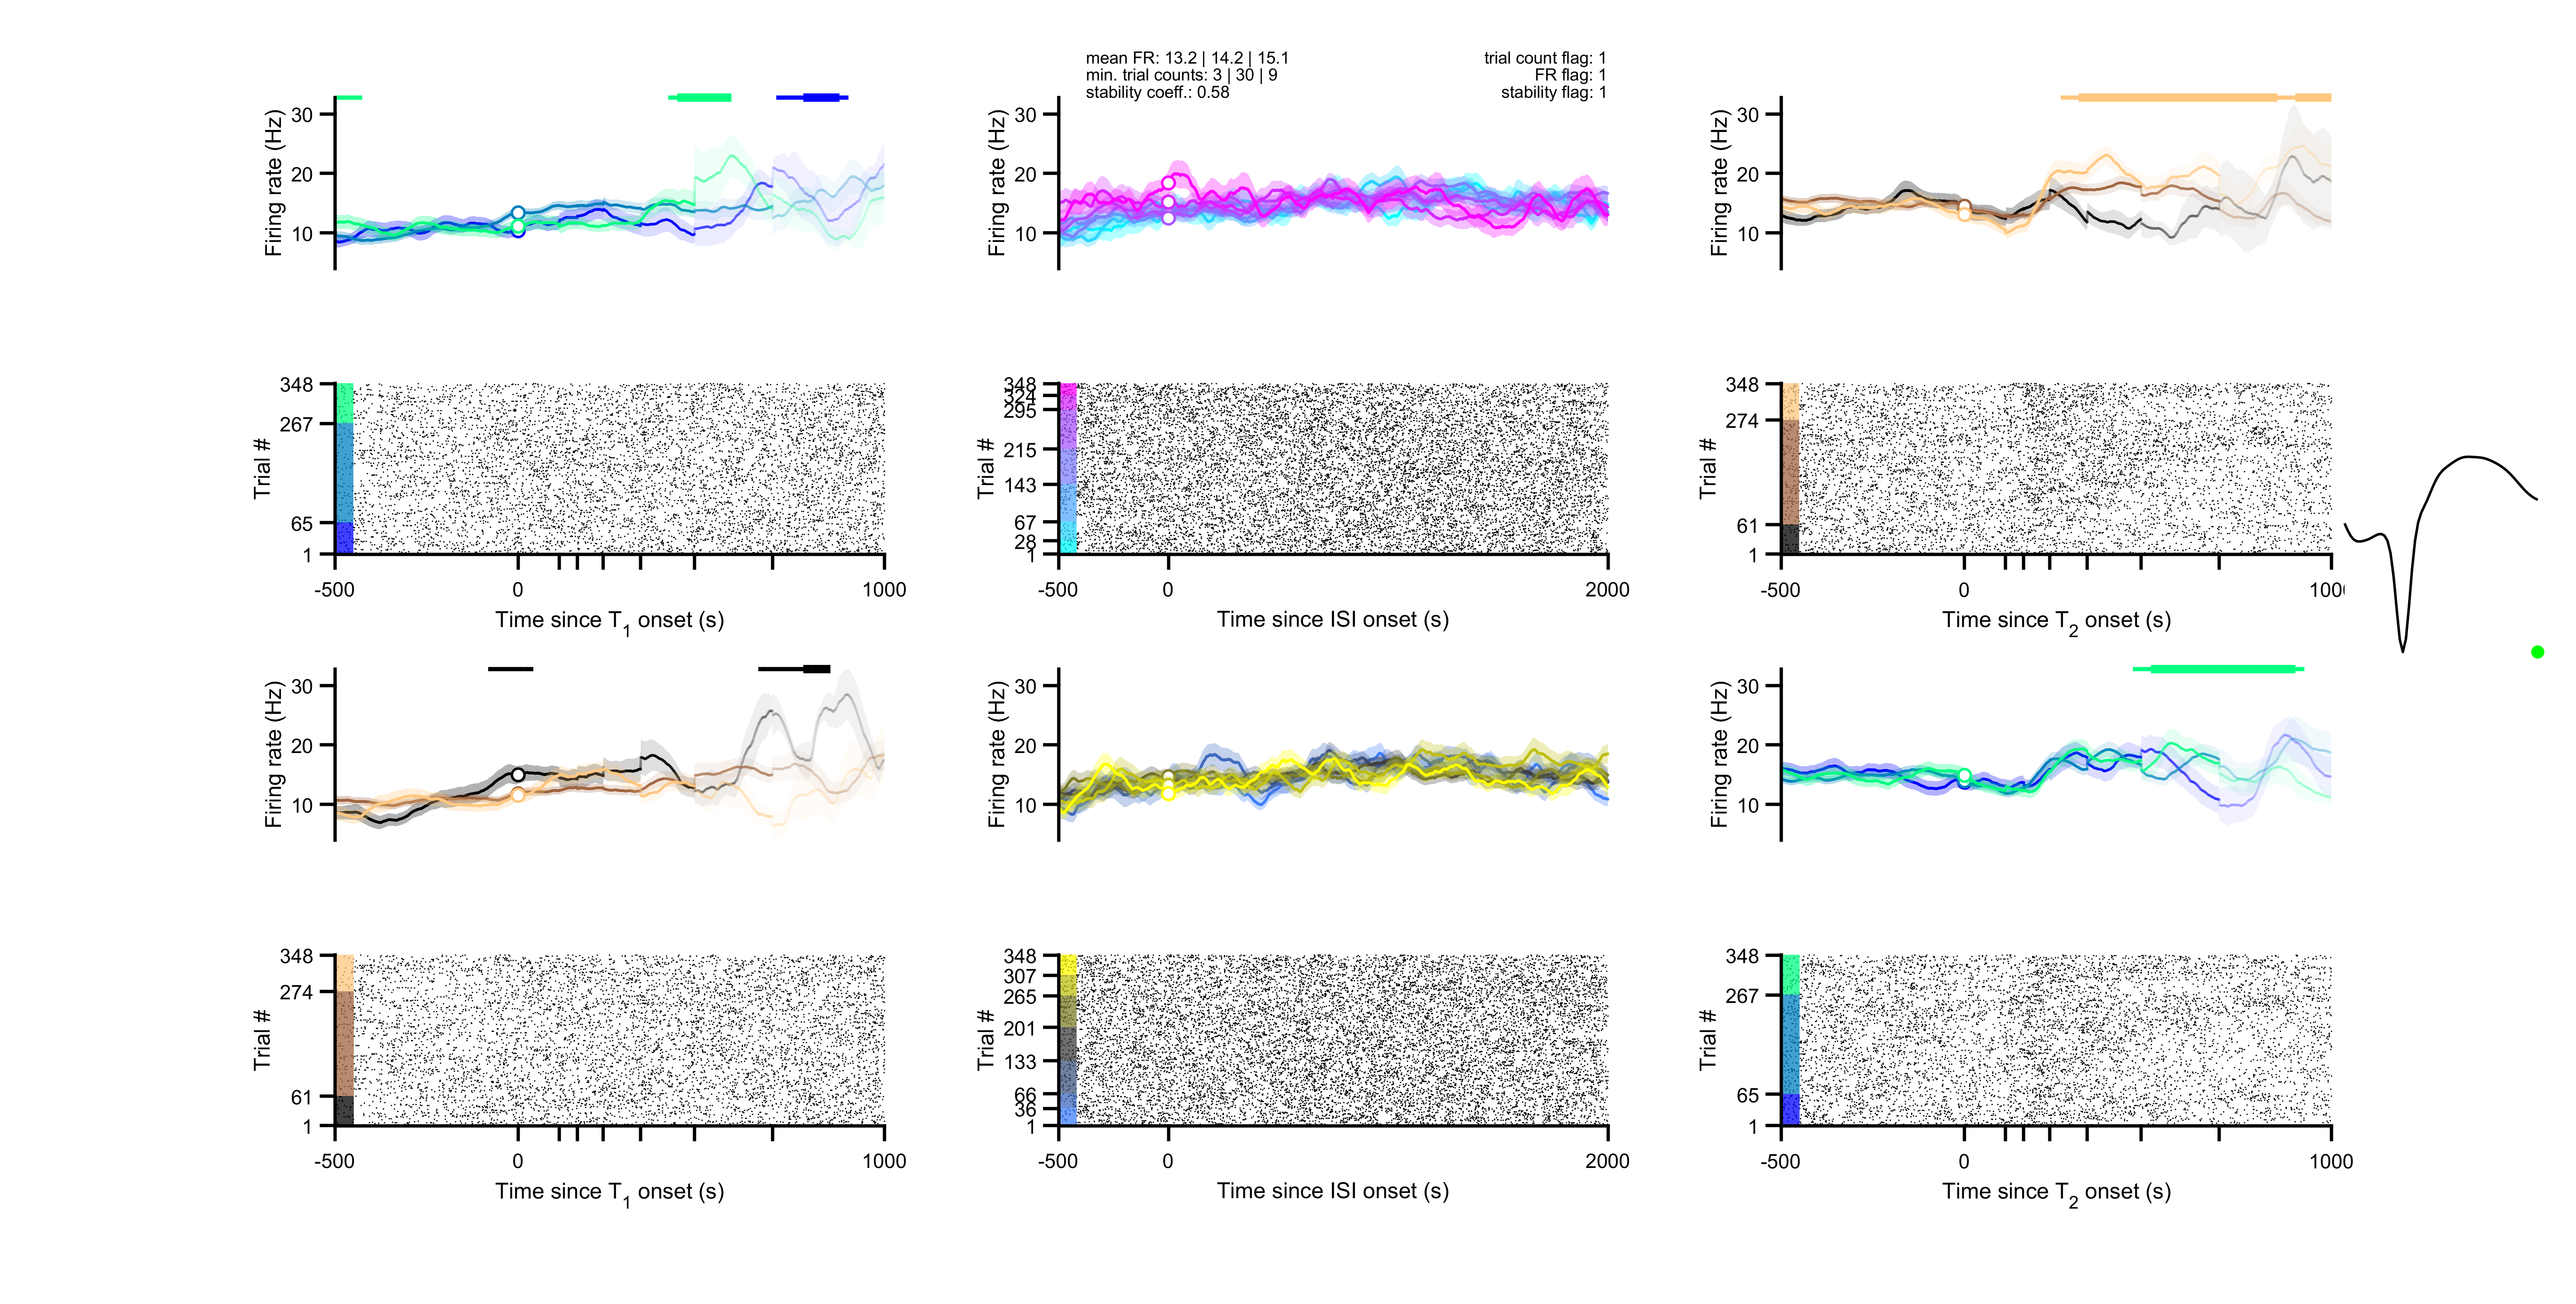 mean FR: 13.2 | 14.2 | 15.1
min. trial counts: 3 | 30 | 9
stability coeff.: 0.58
trial count flag: 1
FR flag: 1
stability flag: 1
Firing rate (Hz)
30
20
10
Firing rate (Hz)
30
20
10
Firing rate (Hz)
30
20
10
Trial #
348
267
65
1
-500
0
1000
Time since T1 onset (s)
Trial #
348
324
295
215
143
67
28
1
-500
0
2000
Time since ISI onset (s)
Trial #
348
274
61
1
-500
0
Time since T2 onset (s)
Firing rate (Hz)
30
20
10
Firing rate (Hz)
30
20
10
Firing rate (Hz)
30
20
10
Trial #
348
274
61
1
-500
0
1000
Time since T1 onset (s)
Trial #
348
307
265
201
133
66
36
1
-500
0
2000
Time since ISI onset (s)
Trial #
348
267
65
1
-500
0
1000
Time since T2 onset (s)